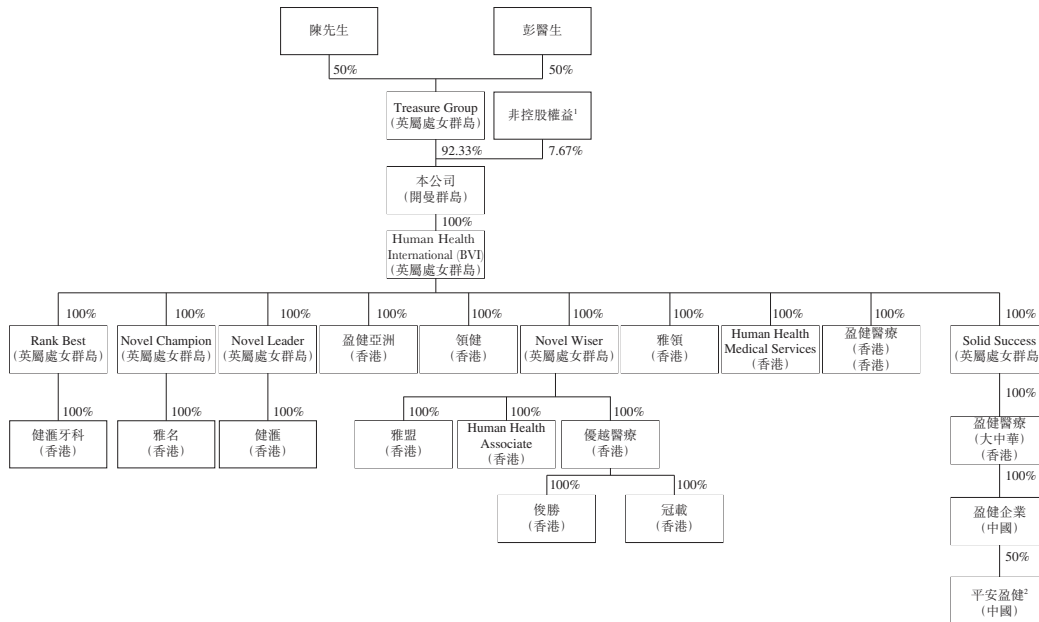 陳先生
彭醫生
50%
50%
Treasure Group
(英屬處女群島)
非控股權益¹
92.33%
7.67%
本公司
(開曼群島)
100%
Human Health
International (BVI)
(英屬處女群島)
100%
100%
100%
100%
100%
100%
100%
100%
100%
100%
Rank Best
(英屬處女群島)
Novel Champion
(英屬處女群島)
Novel Leader
(英屬處女群島)
盈健亞洲
(香港)
領健
(香港)
Novel Wiser
(英屬處女群島)
雅領
(香港)
Human Health
Medical Services
(香港)
盈健醫療
(香港)
(香港)
Solid Success
(英屬處女群島)
100%
100%
100%
100%
100%
100%
100%
健滙牙科
(香港)
雅名
(香港)
健滙
(香港)
雅盟
(香港)
Human Health
Associate
(香港)
優越醫療
(香港)
盈健醫療
(大中華)
(香港)
100%
100%
100%
俊勝
(香港)
冠載
(香港)
盈健企業
(中國)
50%
平安盈健²
(中國)